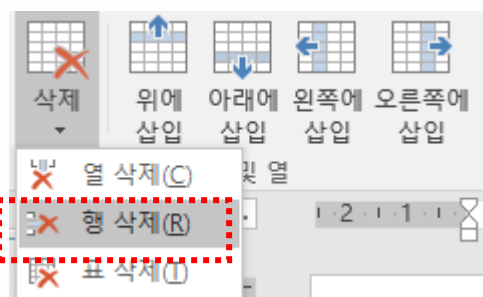 삭제 위에 아래에 왼쪽에 오른쪽에
삽입 삽입 삽입 삽입
열 삭제(C) 및 열
행 삭제(R) 2 1
표 삭제(T)